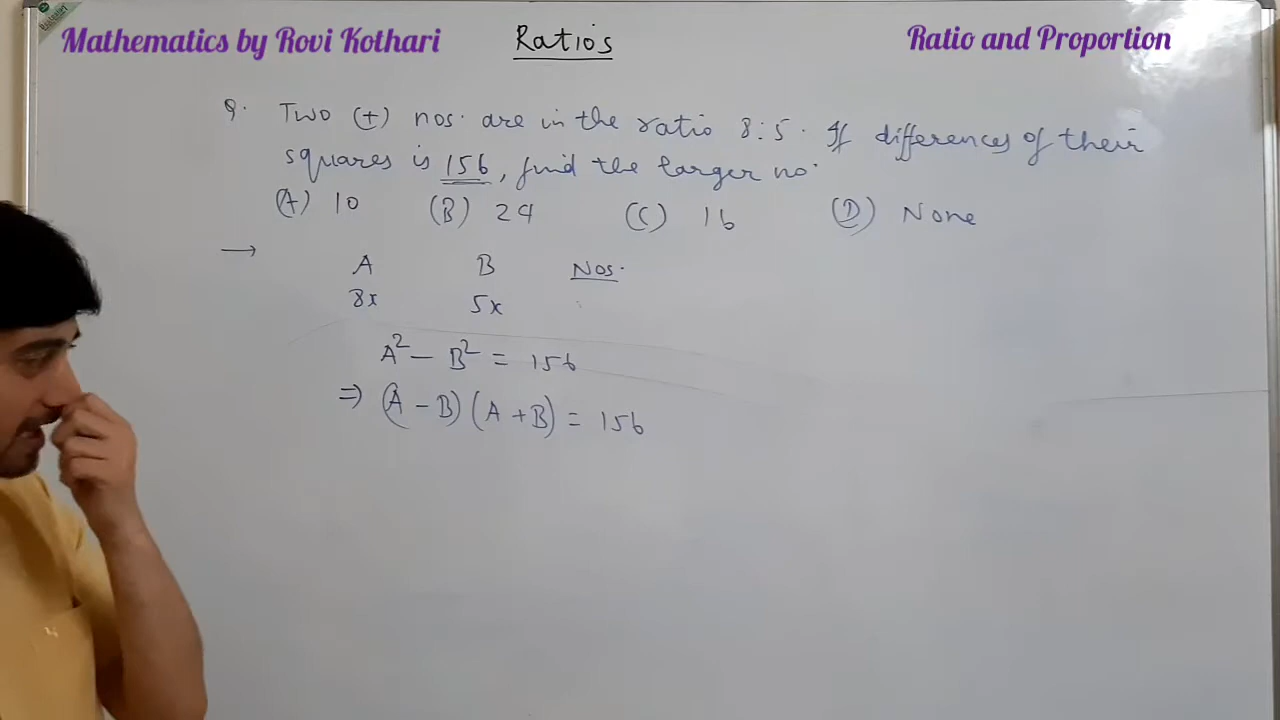 Mathematics by Rovi Kothari
Ratios
Ratio and Proportion
Q. Two (+) nos. are in the ratio 8:5. If differences of their
squares is 156, find the larger no.
(A) 10 (B) 24 (C) 16 (D) None
→ A B Nos.
8x 5x
A² - B² = 156
⇒ (A - B) (A + B) = 156